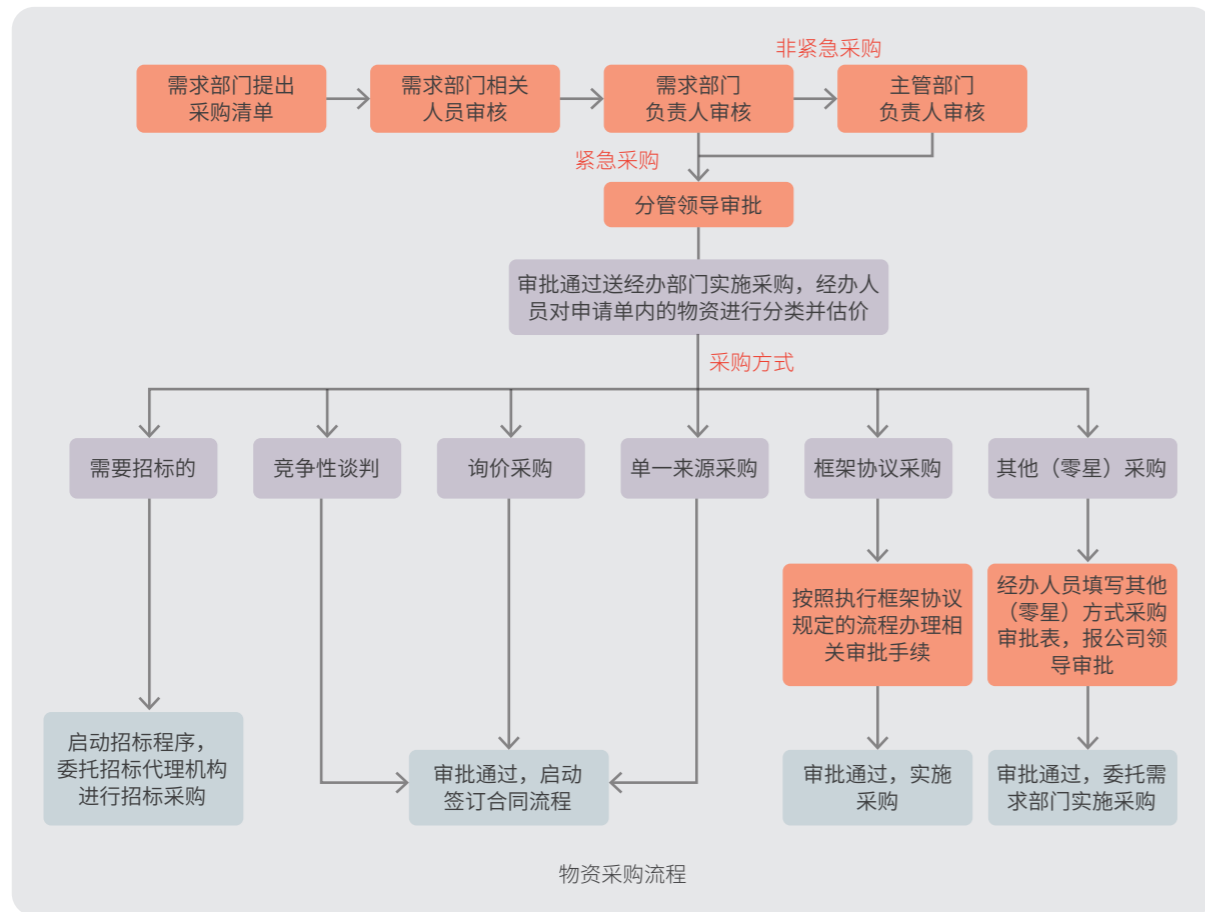 非紧急采购
需求部门提出
采购清单
需求部门相关
人员审核
需求部门
负责人审核
主管部门
负责人审核
紧急采购
分管领导审批
审批通过送经办部门实施采购，经办人
员对申请单内的物资进行分类并估价
采购方式
需要招标的
竞争性谈判
询价采购
单一来源采购
框架协议采购
其他（零星）采购
按照执行框架协议
规定的流程办理相
关审批手续
经办人员填写其他
（零星）方式采购
审批表，报公司领
导审批
启动招标程序，
委托招标代理机构
进行招标采购
审批通过，启动
签订合同流程
审批通过，实施
采购
审批通过，委托需
求部门实施采购
物资采购流程